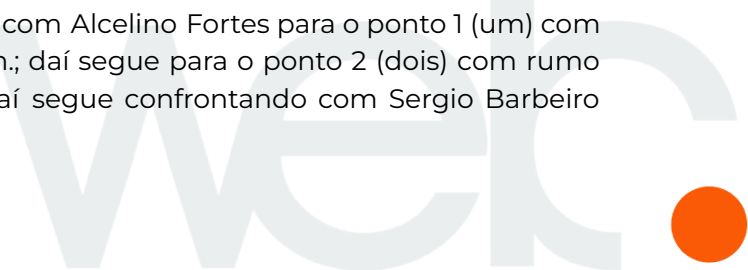 com Alcelino Fortes para o ponto 1 (um) com
daí segue para o ponto 2 (dois) com rumo
segue confrontando com Sergio Barbeiro
web